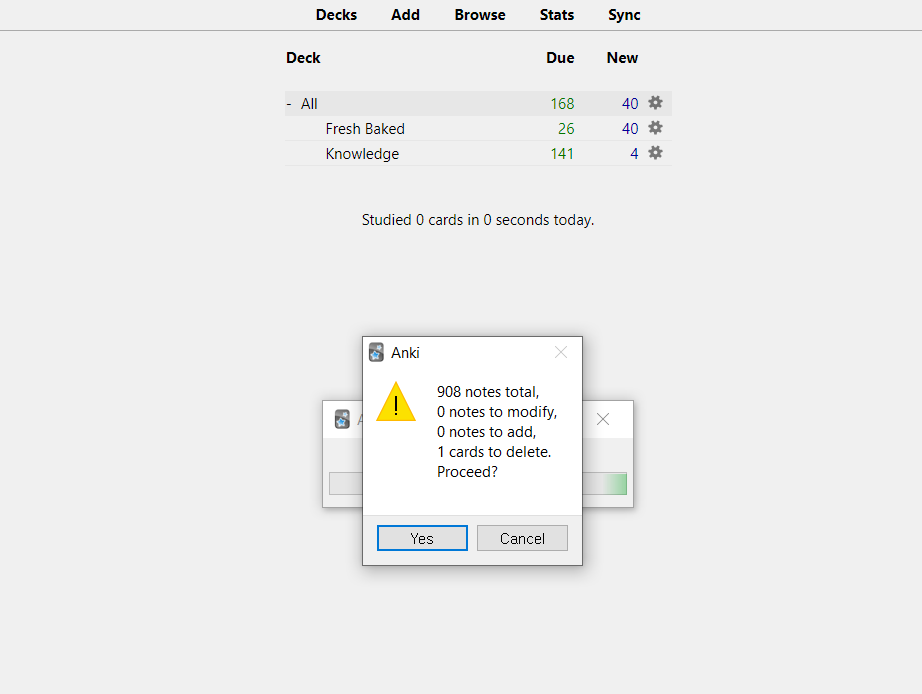 Decks Add Browse Stats Sync
Deck Due New
- All 168 40
Fresh Baked 26 40
Knowledge 141 4
Studied 0 cards in 0 seconds today.
Anki
908 notes total,
0 notes to modify,
0 notes to add,
1 cards to delete.
Proceed?
Yes Cancel